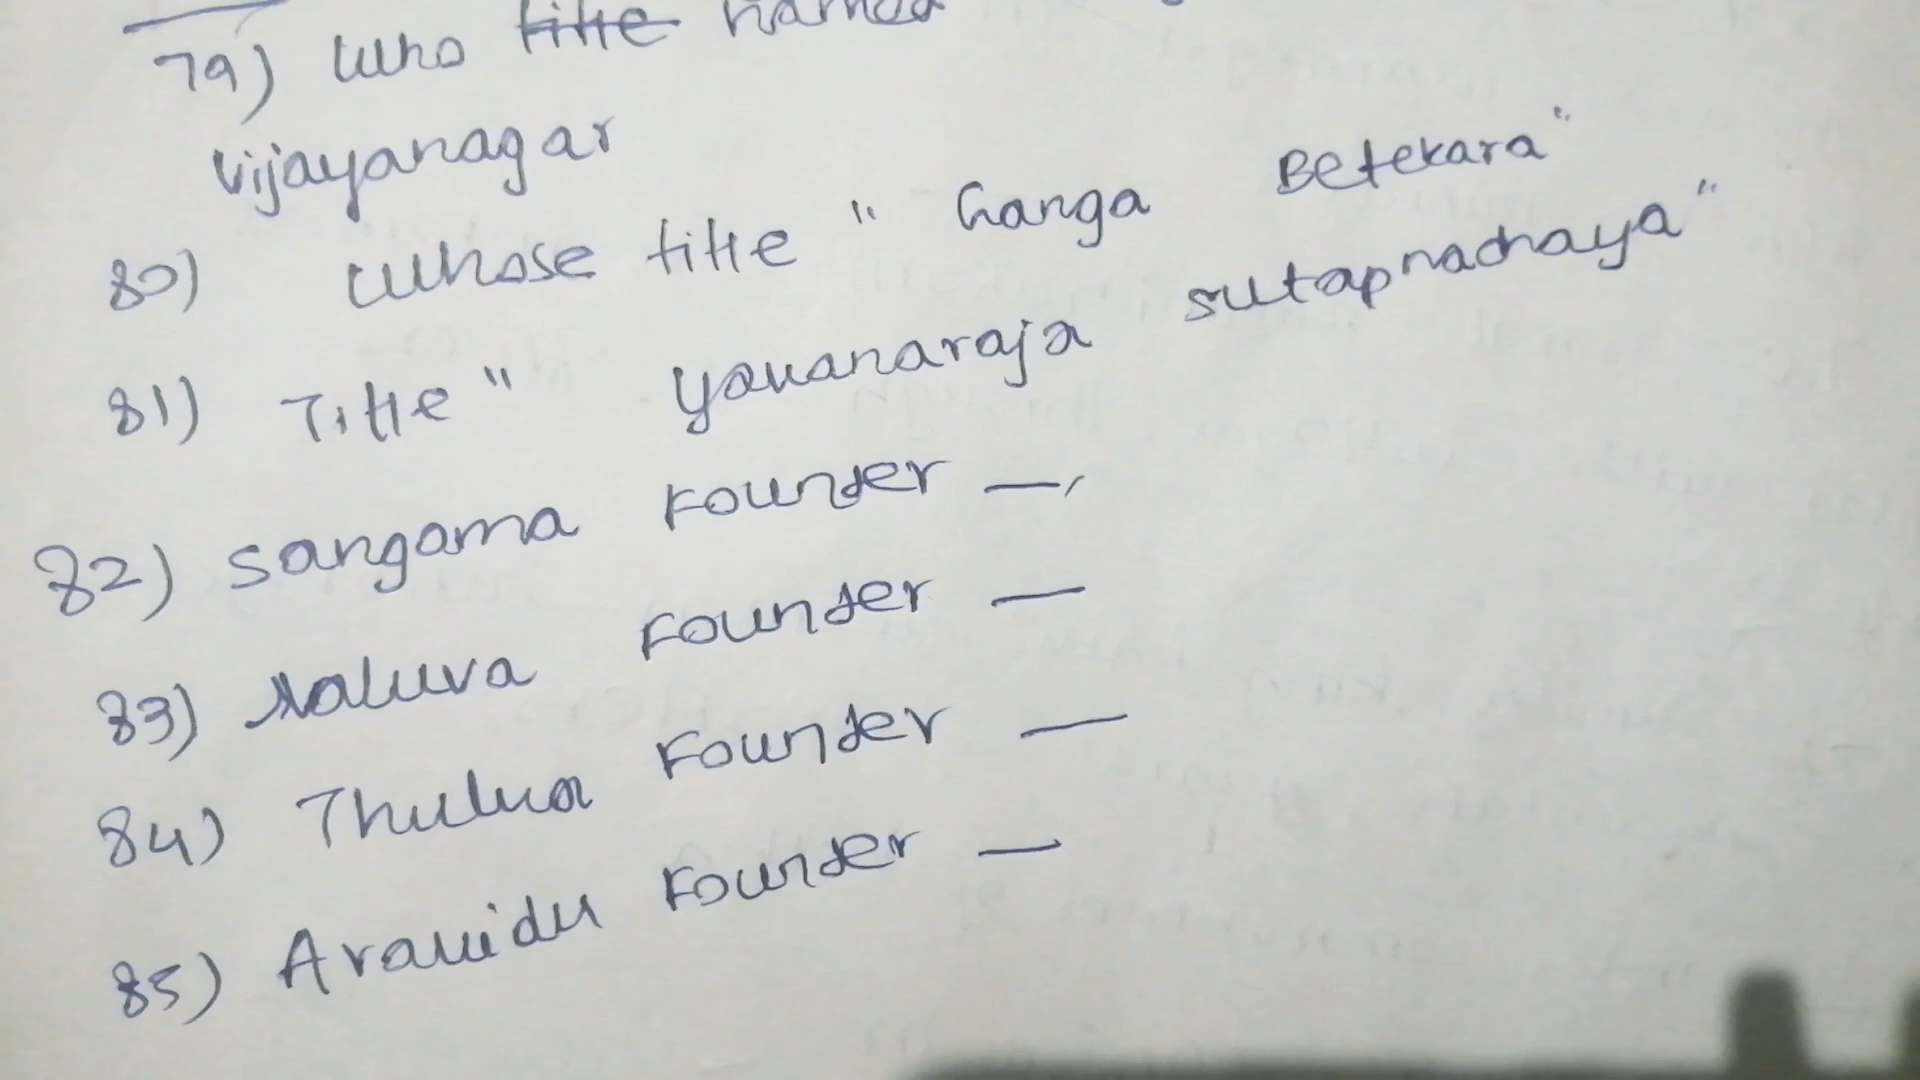 79) Who title named
Vijayanagar
80) Whose title " Ganga Betekara"
81) Title " Yavanaraja sutapnachaya"
82) Sangama Founder —
83) Saluva Founder —
84) Thuluva Founder —
85) Aravidu Founder —